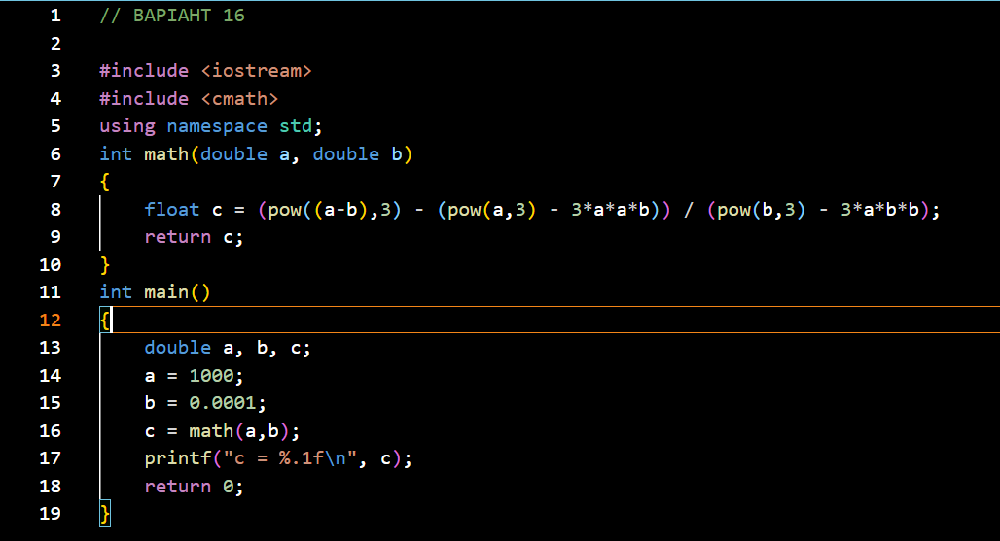 1 // ВАРІАНТ 16
2
3 #include <iostream>
4 #include <cmath>
5 using namespace std;
6 int math(double a, double b)
7 {
8     float c = (pow((a-b),3) - (pow(a,3) - 3*a*a*b)) / (pow(b,3) - 3*a*b*b);
9     return c;
10 }
11 int main()
12 {
13     double a, b, c;
14     a = 1000;
15     b = 0.0001;
16     c = math(a,b);
17     printf("c = %.1f\n", c);
18     return 0;
19 }